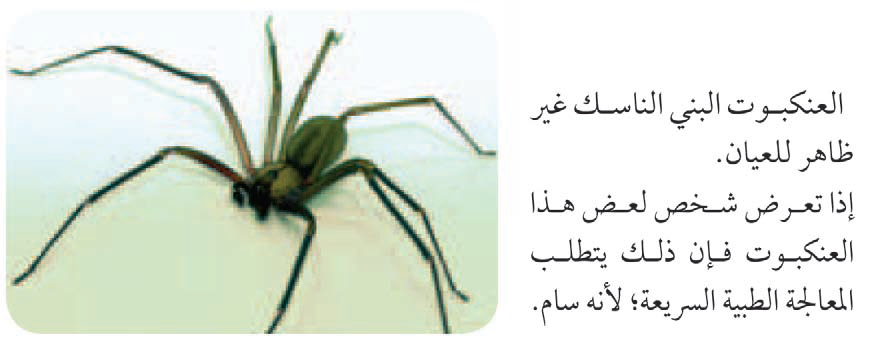 العنكبوت البني الناسك غير
ظاهر للعيان.
إذا تعرض شخص لعض هذا
العنكبوت فإن ذلك يتطلب
المعالجة الطبية السريعة؛ لأنه سام.